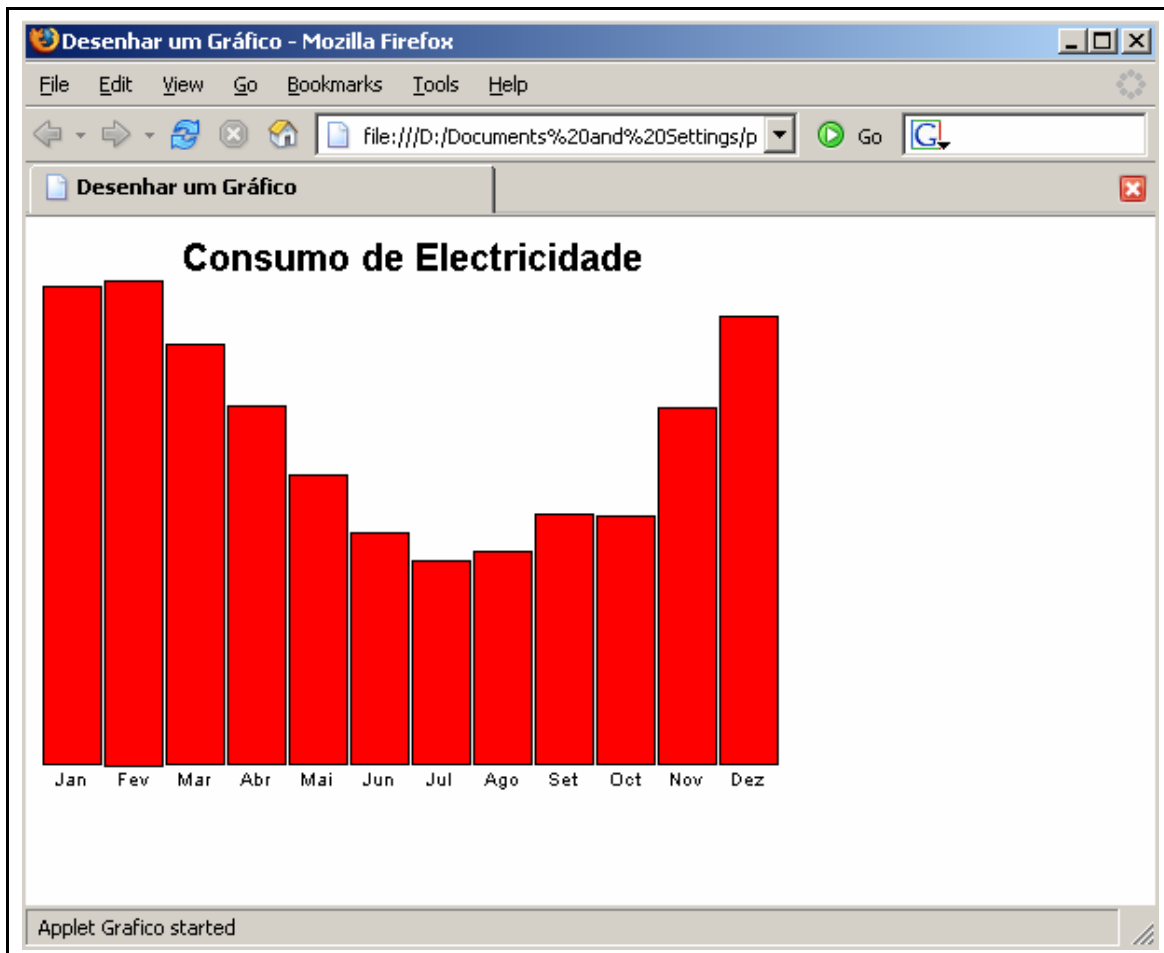 Desenhar um Gráfico - Mozilla Firefox
File Edit View Go Bookmarks Tools Help
file:///D:/Documents%20and%20Settings/p Go G
Desenhar um Gráfico
Consumo de Electricidade
Jan Fev Mar Abr Mai Jun Jul Ago Set Oct Nov Dez
Applet Grafico started